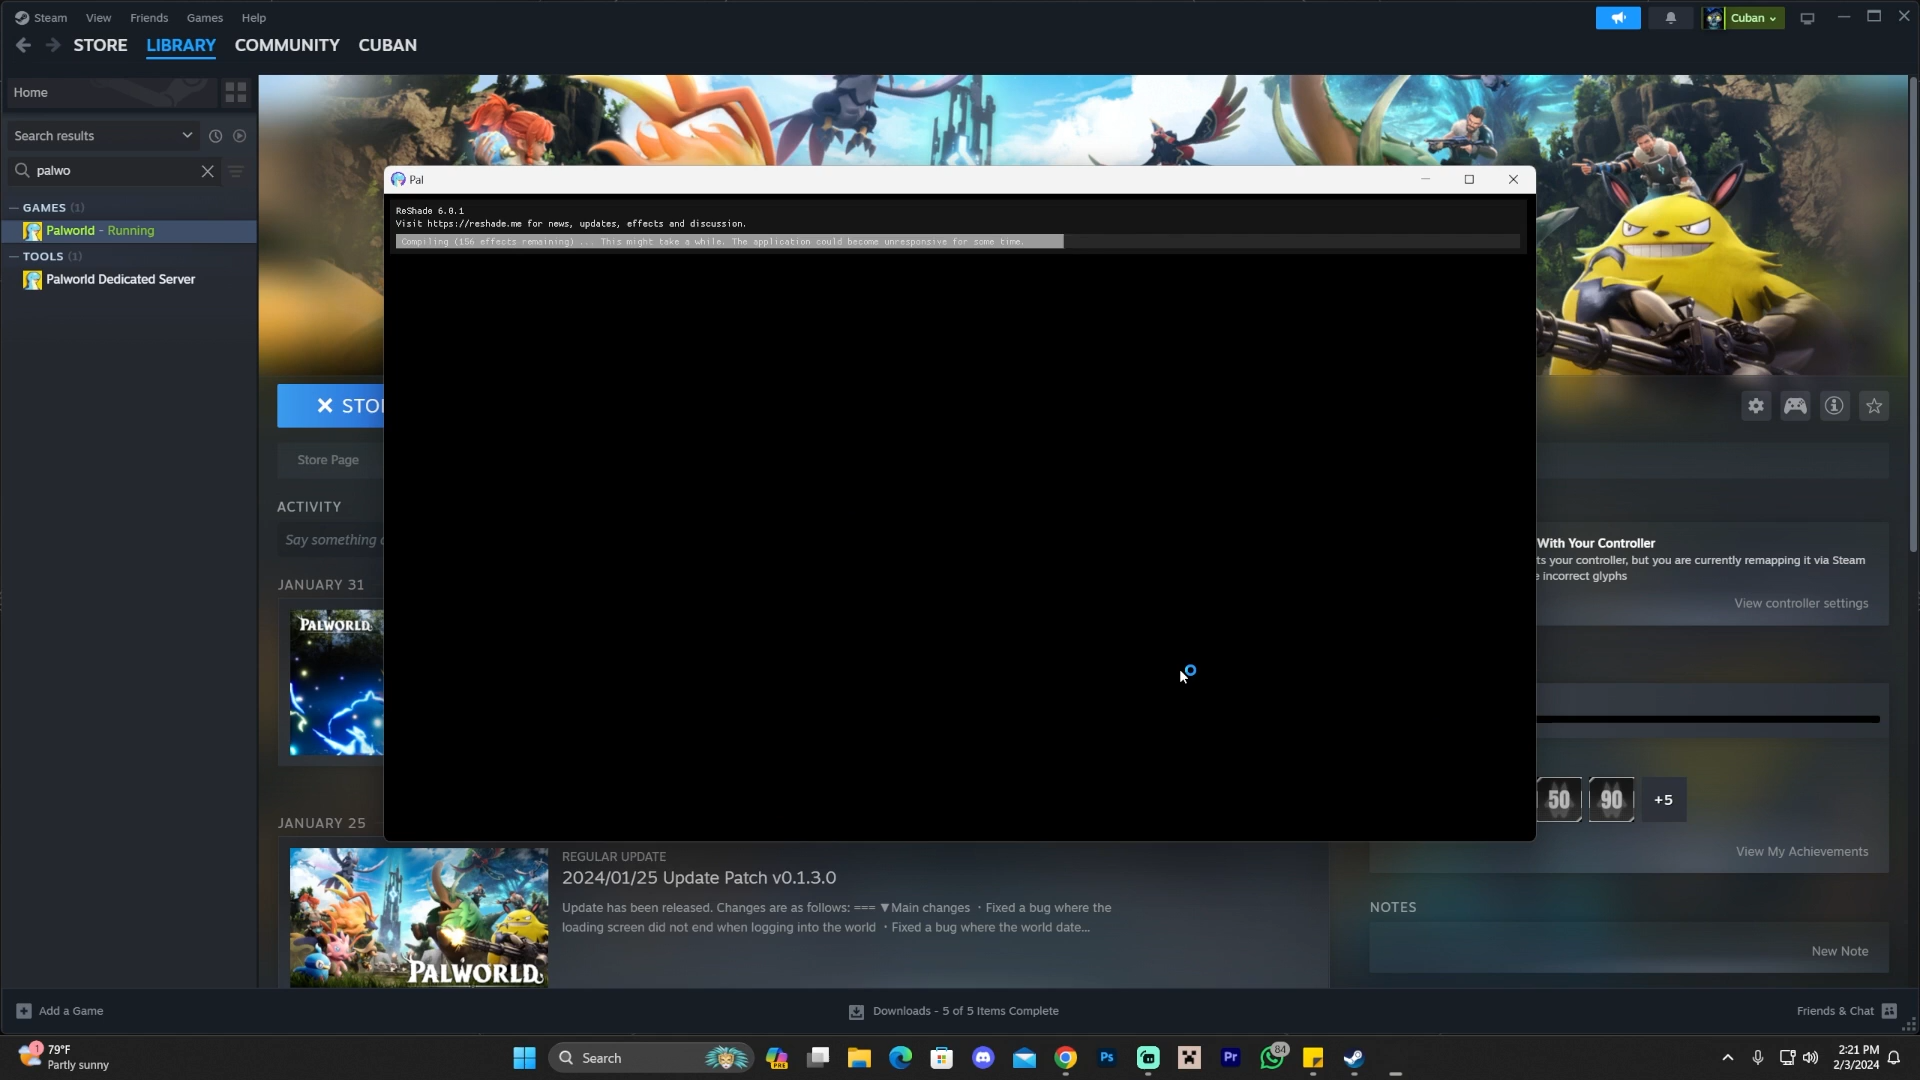 Steam View Friends Games Help
Cuban
STORE LIBRARY COMMUNITY CUBAN
Home
Search results
palwo
Pal
GAMES (1)
Palworld - Running
TOOLS (1)
Palworld Dedicated Server
ReShade 6.0.1
Visit https://reshade.me for news, updates, effects and discussion.
Compiling (156 effects remaining) ... This might take a while. The application could become unresponsive for some time.
STO
Store Page
ACTIVITY
Say something
JANUARY 31
PALWORLD
With Your Controller
ts your controller, but you are currently remapping it via Steam
incorrect glyphs
View controller settings
50 90 +5
View My Achievements
JANUARY 25
REGULAR UPDATE
2024/01/25 Update Patch v0.1.3.0
Update has been released. Changes are as follows: === ▼Main changes ・Fixed a bug where the
loading screen did not end when logging into the world ・Fixed a bug where the world date...
PALWORLD
NOTES
New Note
Add a Game
Downloads - 5 of 5 Items Complete
Friends & Chat
1
79°F
Partly sunny
Search
PRE
Ps
Pr
84
2:21 PM
2/3/2024